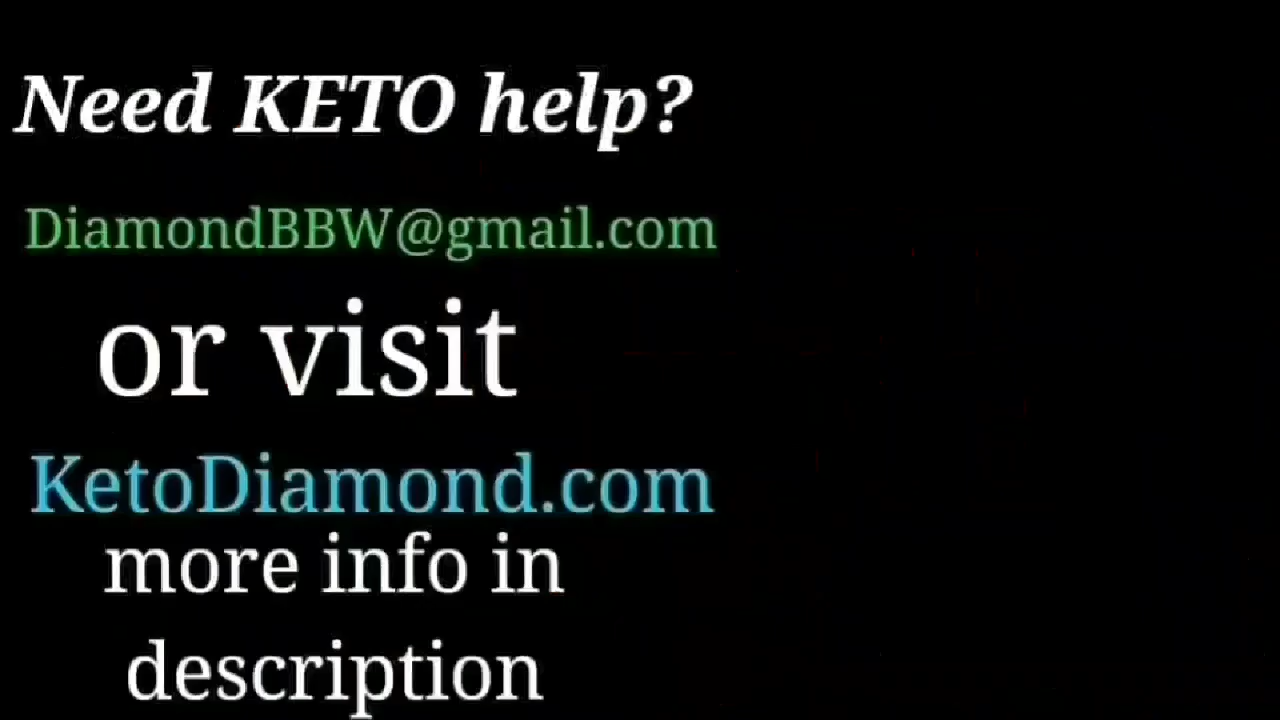 Need KETO help?
DiamondBBW@gmail.com
or visit
KetoDiamond.com
more info in
description